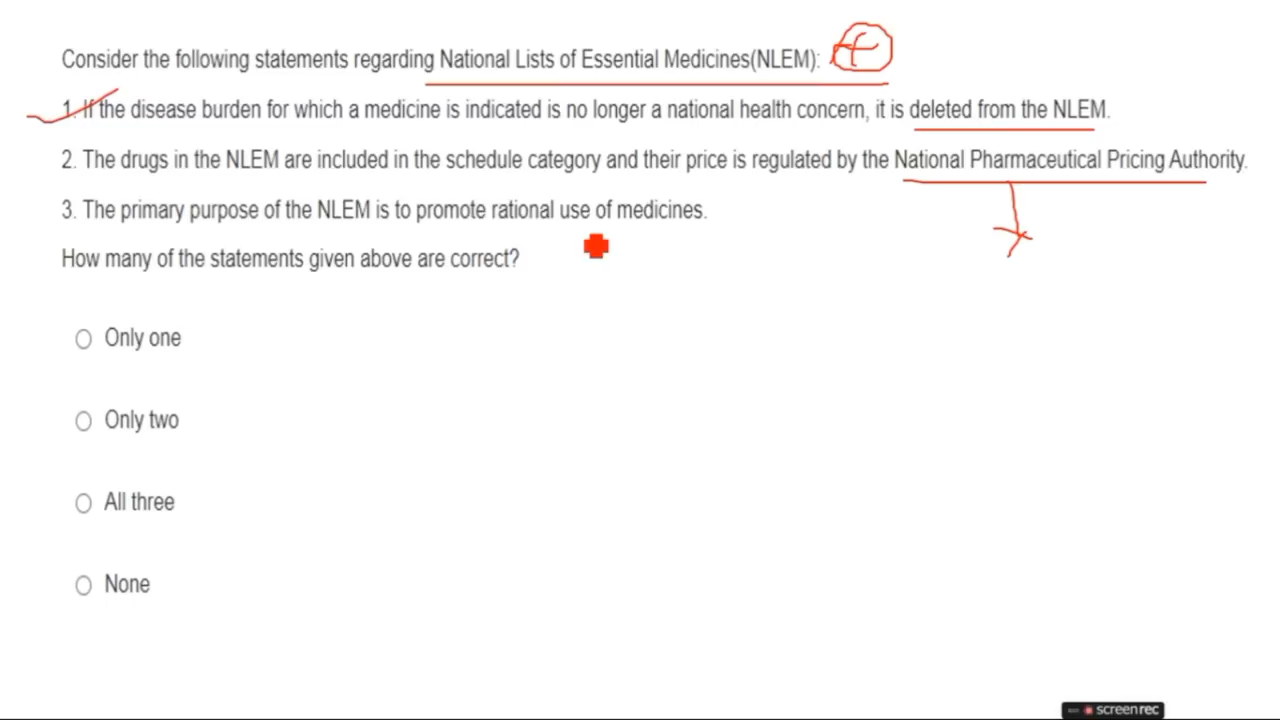 Consider the following statements regarding National Lists of Essential Medicines(NLEM):
1. If the disease burden for which a medicine is indicated is no longer a national health concern, it is deleted from the NLEM.
2. The drugs in the NLEM are included in the schedule category and their price is regulated by the National Pharmaceutical Pricing Authority.
3. The primary purpose of the NLEM is to promote rational use of medicines.
How many of the statements given above are correct?
Only one
Only two
All three
None
screenrec